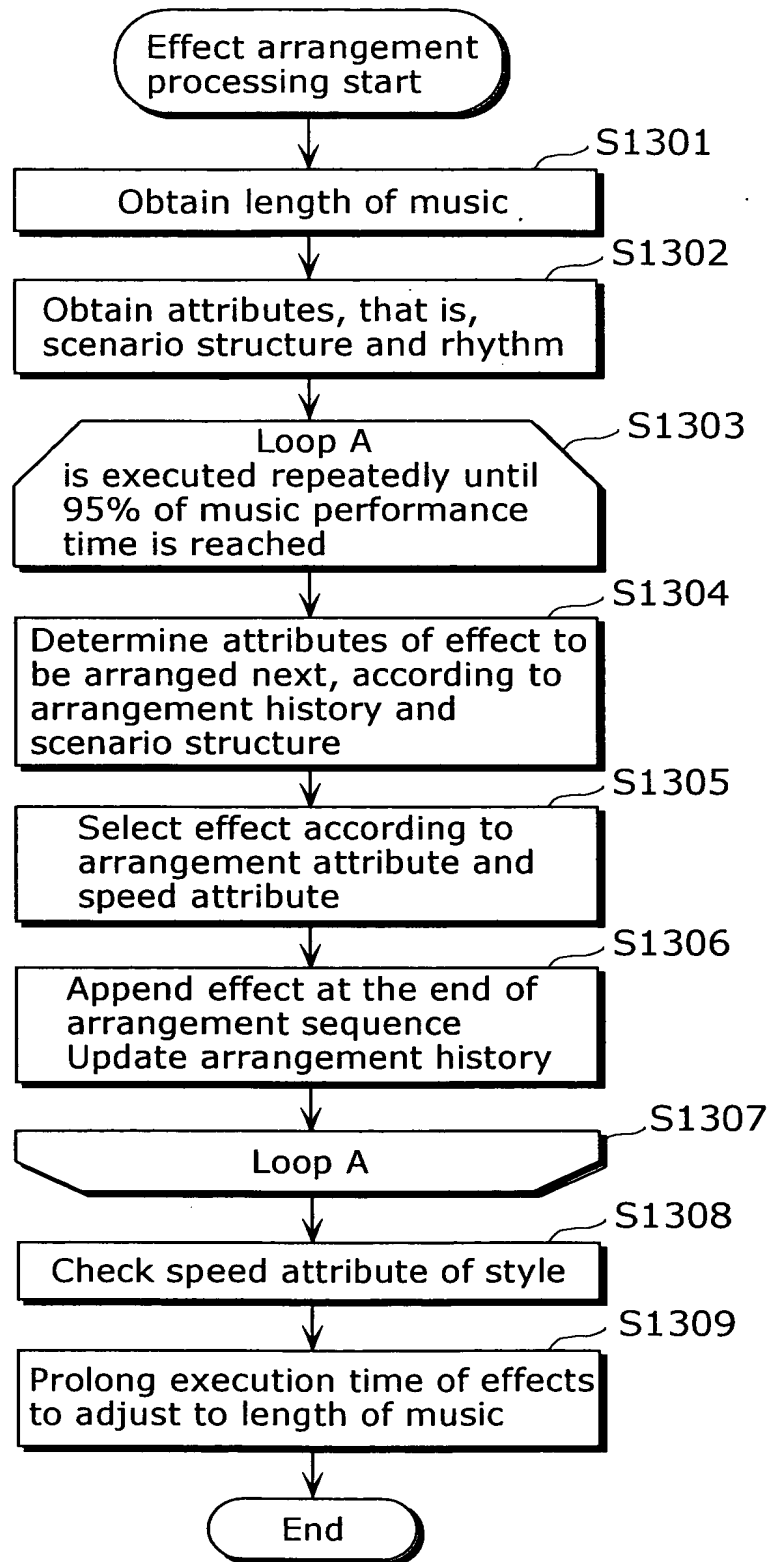 Effect arrangement
processing start
S1301
Obtain length of music
S1302
Obtain attributes, that is,
scenario structure and rhythm
S1303
Loop A
is executed repeatedly until
95% of music performance
time is reached
S1304
Determine attributes of effect to
be arranged next, according to
arrangement history and
scenario structure
S1305
Select effect according to
arrangement attribute and
speed attribute
S1306
Append effect at the end of
arrangement sequence
Update arrangement history
S1307
Loop A
S1308
Check speed attribute of style
S1309
Prolong execution time of effects
to adjust to length of music
End